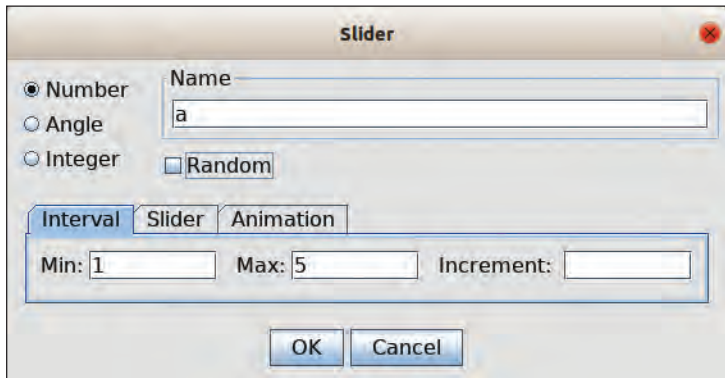 Slider
Number
Name
a
Angle
Integer
Random
Interval Slider Animation
Min: 1 Max: 5 Increment:
OK Cancel